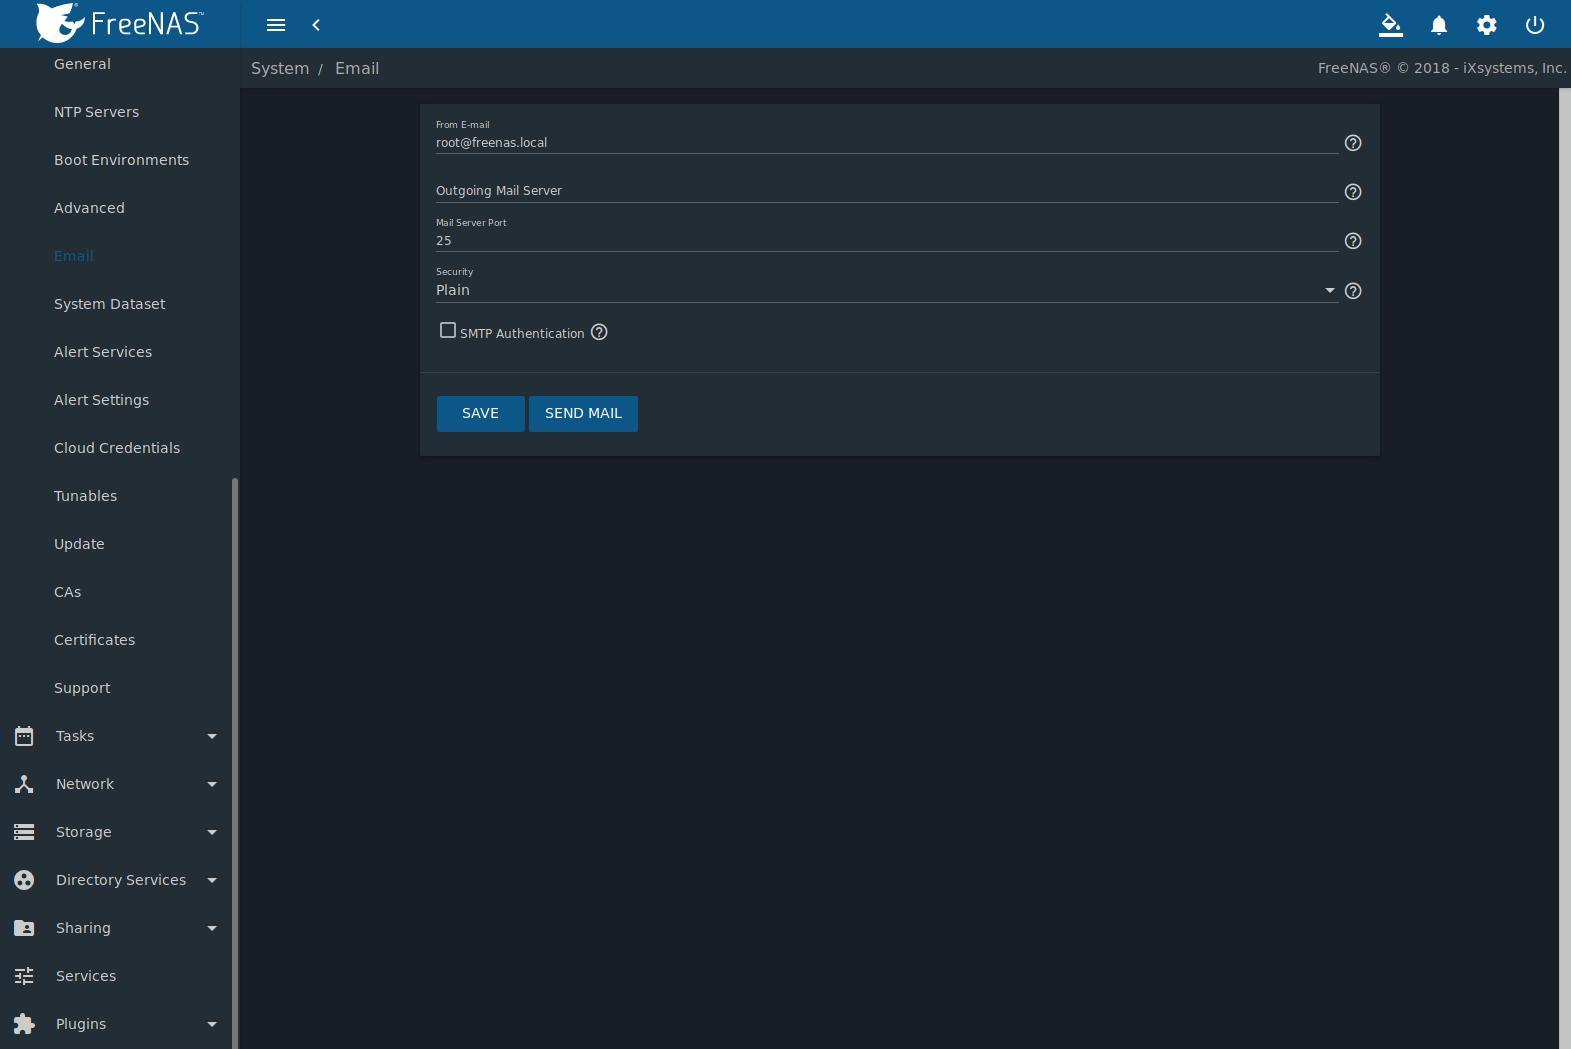 FreeNAS™
System / Email
FreeNAS® © 2018 - iXsystems, Inc.
General
NTP Servers
Boot Environments
Advanced
Email
System Dataset
Alert Services
Alert Settings
Cloud Credentials
Tunables
Update
CAs
Certificates
Support
Tasks
Network
Storage
Directory Services
Sharing
Services
Plugins
From E-mail
root@freenas.local
Outgoing Mail Server
Mail Server Port
25
Security
Plain
SMTP Authentication
SAVE SEND MAIL